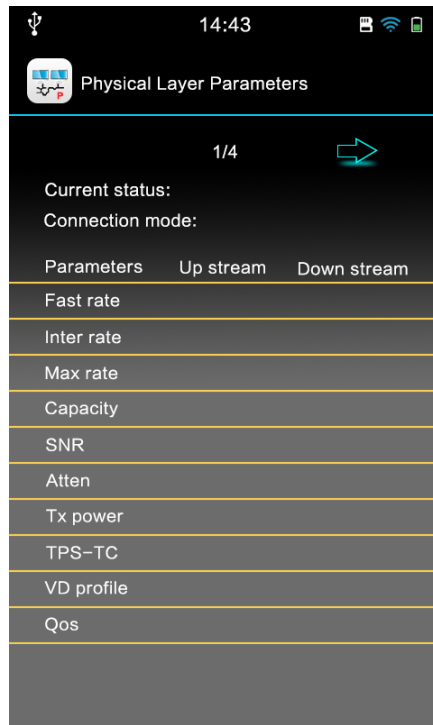 14:43
P Physical Layer Parameters
1/4
Current status:
Connection mode:
Parameters Up stream Down stream
Fast rate
Inter rate
Max rate
Capacity
SNR
Atten
Tx power
TPS-TC
VD profile
Qos